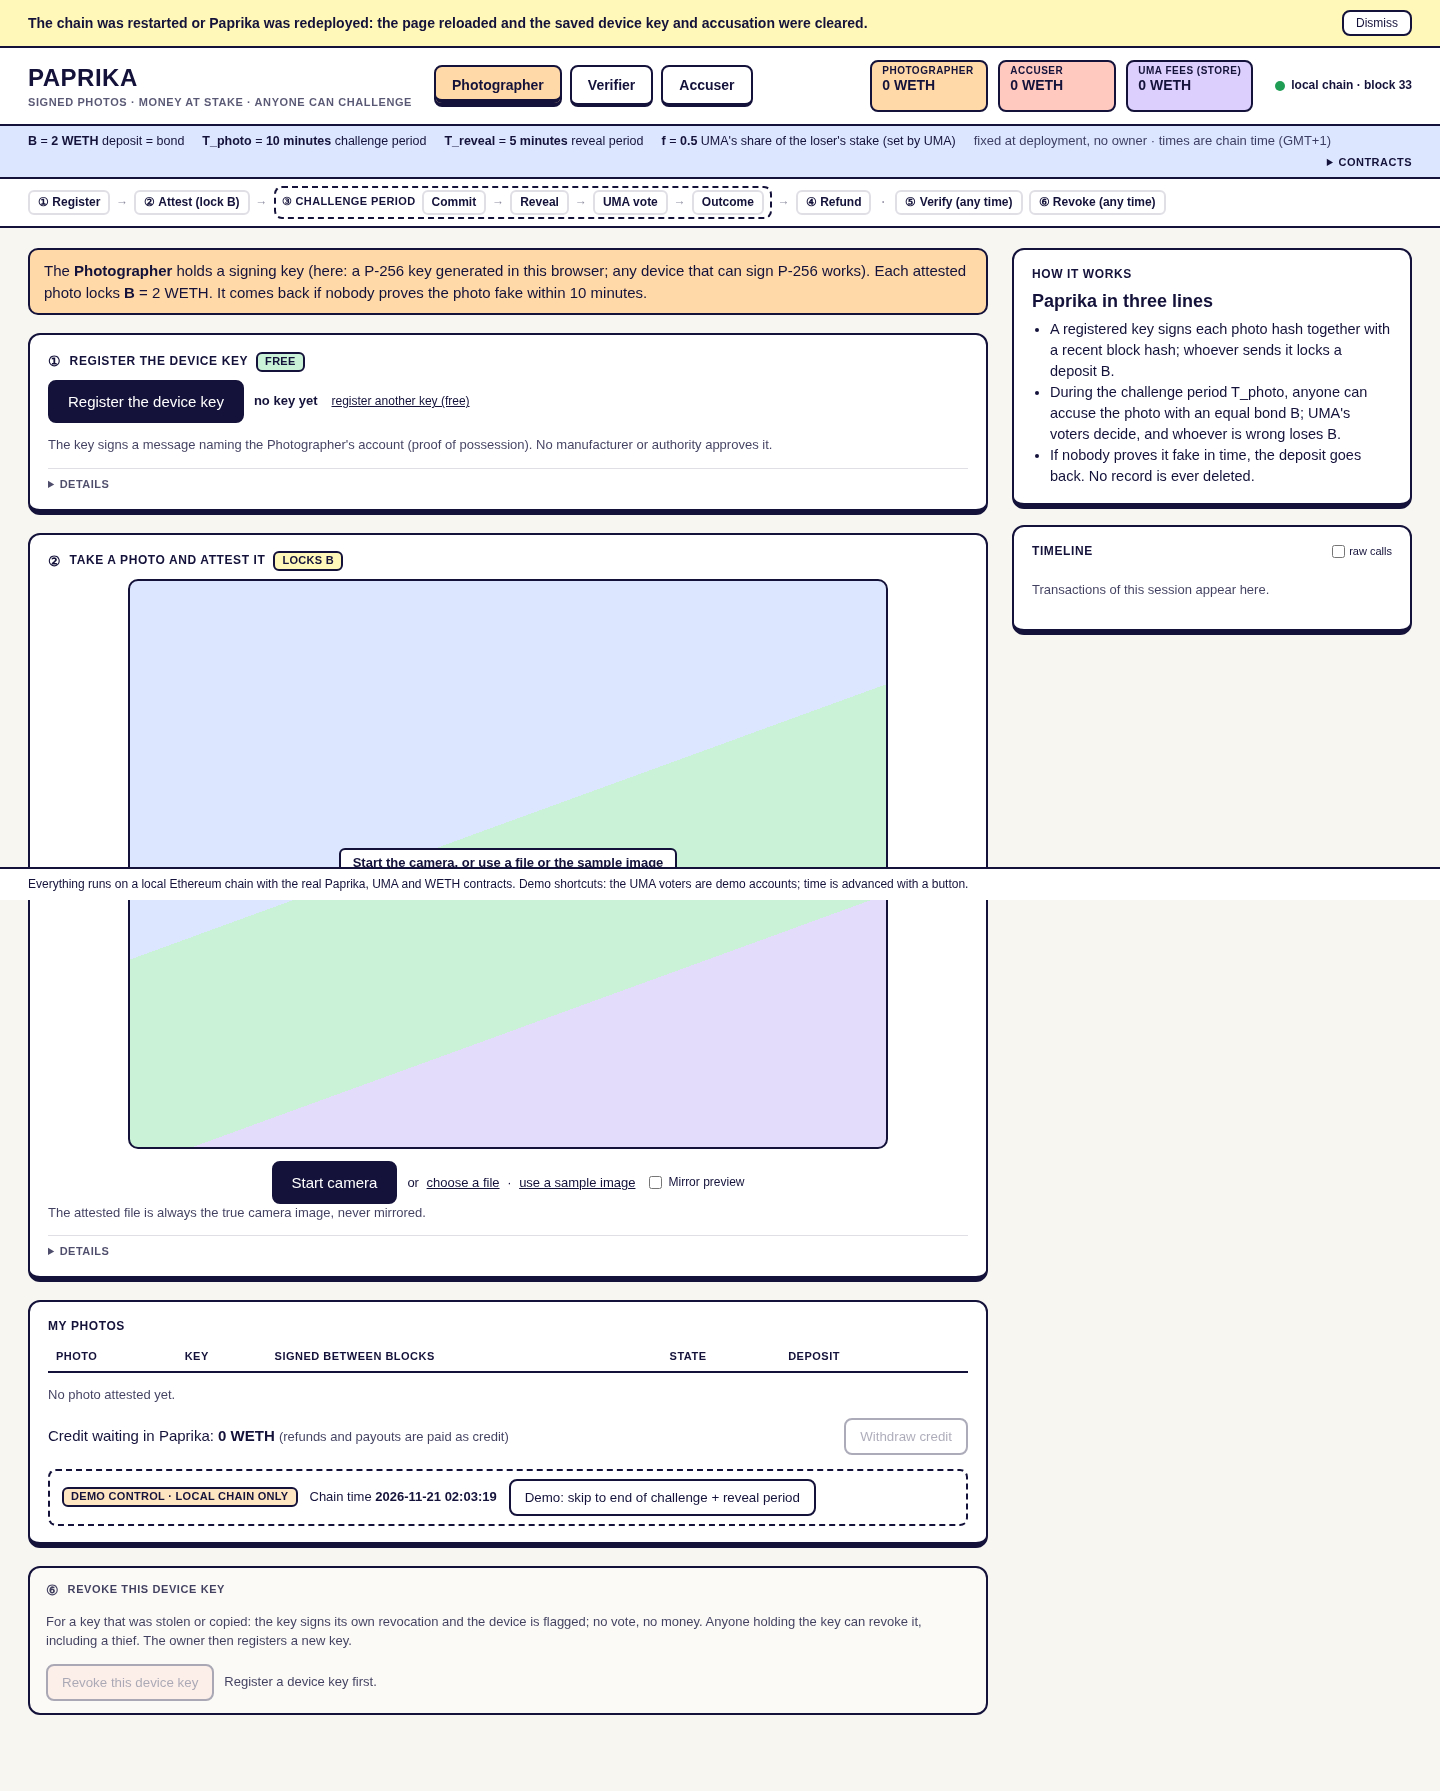 The chain was restarted or Paprika was redeployed: the page reloaded and the saved device key and accusation were cleared.
Dismiss
PAPRIKA
SIGNED PHOTOS · MONEY AT STAKE · ANYONE CAN CHALLENGE
Photographer
Verifier
Accuser
PHOTOGRAPHER
0 WETH
ACCUSER
0 WETH
UMA FEES (STORE)
0 WETH
local chain · block 33
B = 2 WETH deposit = bond T_photo = 10 minutes challenge period T_reveal = 5 minutes reveal period f = 0.5 UMA's share of the loser's stake (set by UMA) fixed at deployment, no owner · times are chain time (GMT+1)
▶ CONTRACTS
① Register → ② Attest (lock B) → ③ CHALLENGE PERIOD Commit → Reveal → UMA vote → Outcome → ④ Refund · ⑤ Verify (any time) ⑥ Revoke (any time)
The Photographer holds a signing key (here: a P-256 key generated in this browser; any device that can sign P-256 works). Each attested
photo locks B = 2 WETH. It comes back if nobody proves the photo fake within 10 minutes.
① REGISTER THE DEVICE KEY FREE
Register the device key no key yet register another key (free)
The key signs a message naming the Photographer's account (proof of possession). No manufacturer or authority approves it.
▶ DETAILS
② TAKE A PHOTO AND ATTEST IT LOCKS B
Start the camera, or use a file or the sample image
Everything runs on a local Ethereum chain with the real Paprika, UMA and WETH contracts. Demo shortcuts: the UMA voters are demo accounts; time is advanced with a button.
Start camera or choose a file · use a sample image Mirror preview
The attested file is always the true camera image, never mirrored.
▶ DETAILS
MY PHOTOS
PHOTO KEY SIGNED BETWEEN BLOCKS STATE DEPOSIT
No photo attested yet.
Credit waiting in Paprika: 0 WETH (refunds and payouts are paid as credit) Withdraw credit
DEMO CONTROL · LOCAL CHAIN ONLY Chain time 2026-11-21 02:03:19 Demo: skip to end of challenge + reveal period
⑥ REVOKE THIS DEVICE KEY
For a key that was stolen or copied: the key signs its own revocation and the device is flagged; no vote, no money. Anyone holding the key can revoke it,
including a thief. The owner then registers a new key.
Revoke this device key Register a device key first.
HOW IT WORKS
Paprika in three lines
• A registered key signs each photo hash together with
a recent block hash; whoever sends it locks a
deposit B.
• During the challenge period T_photo, anyone can
accuse the photo with an equal bond B; UMA's
voters decide, and whoever is wrong loses B.
• If nobody proves it fake in time, the deposit goes
back. No record is ever deleted.
TIMELINE raw calls
Transactions of this session appear here.